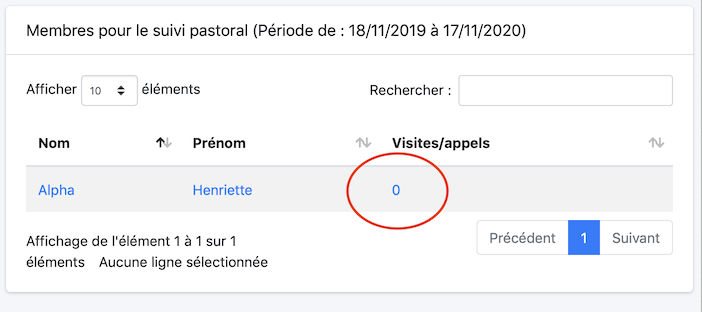 Membres pour le suivi pastoral (Période de : 18/11/2019 à 17/11/2020)
Afficher 10 éléments Rechercher :
Nom Prénom Visites/appels
Alpha Henriette 0
Affichage de l'élément 1 à 1 sur 1
éléments Aucune ligne sélectionnée
Précédent 1 Suivant